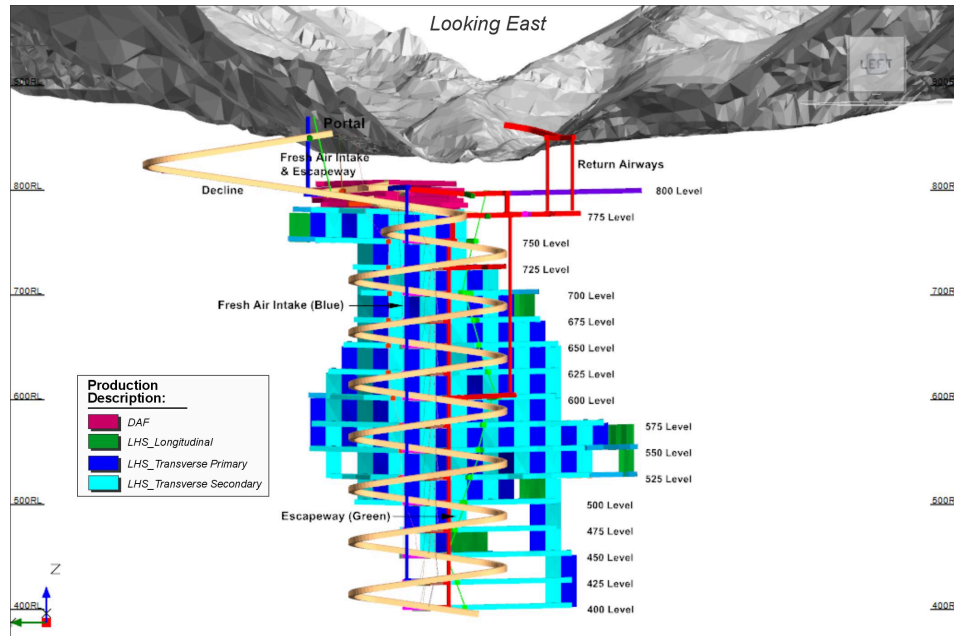 Looking East
LEFT
900RL
Portal
Fresh Air Intake
& Escapeway
Return Airways
Decline
800RL
800 Level
800RL
775 Level
750 Level
725 Level
700RL
700 Level
700RL
Fresh Air Intake (Blue)
675 Level
650 Level
625 Level
600RL
600 Level
600RL
575 Level
550 Level
525 Level
500RL
500 Level
500RL
Escapeway (Green)
475 Level
450 Level
425 Level
400RL
400 Level
400RL
Production
Description:
DAF
LHS_Longitudinal
LHS_Transverse Primary
LHS_Transverse Secondary
Z